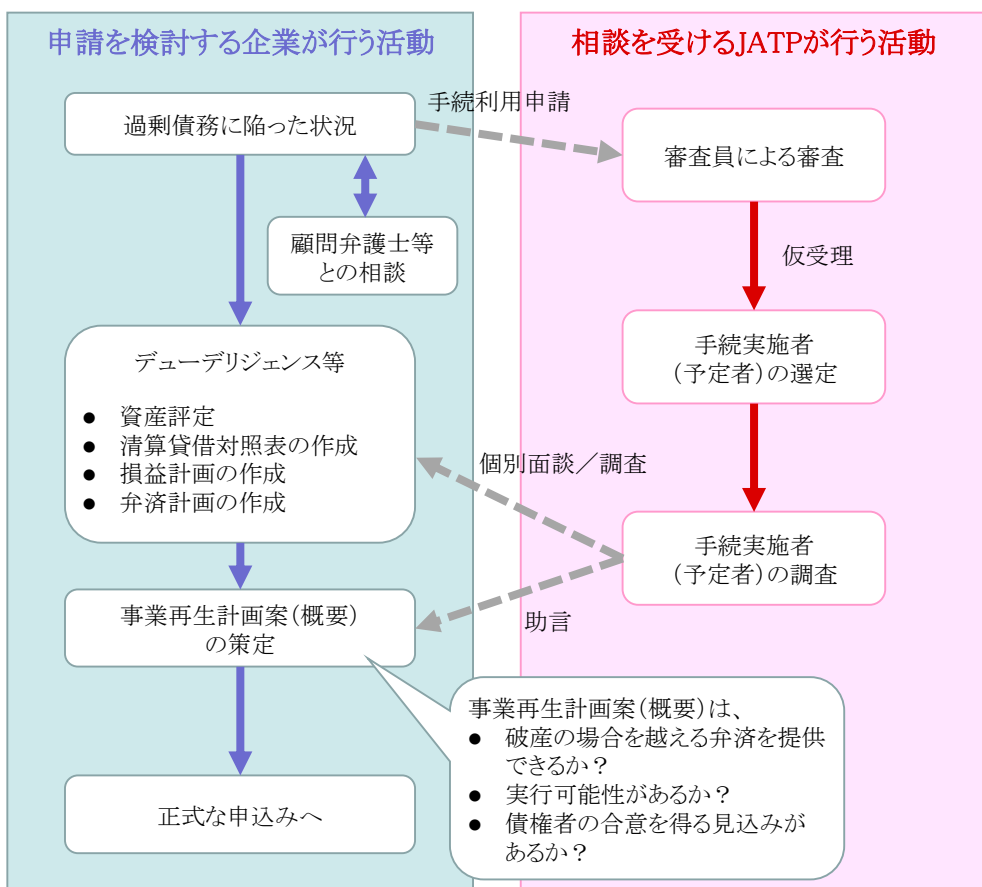 申請を検討する企業が行う活動
過剰債務に陥った状況
顧問弁護士等
との相談
デューデリジェンス等
● 資産評定
● 清算貸借対照表の作成
● 損益計画の作成
● 弁済計画の作成
事業再生計画案（概要）
の策定
正式な申込みへ
手続利用申請
個別面談／調査
助言
相談を受けるJATPが行う活動
審査員による審査
仮受理
手続実施者
（予定者）の選定
手続実施者
（予定者）の調査
事業再生計画案（概要）は、
● 破産の場合を越える弁済を提供
できるか？
● 実行可能性があるか？
● 債権者の合意を得る見込みが
あるか？